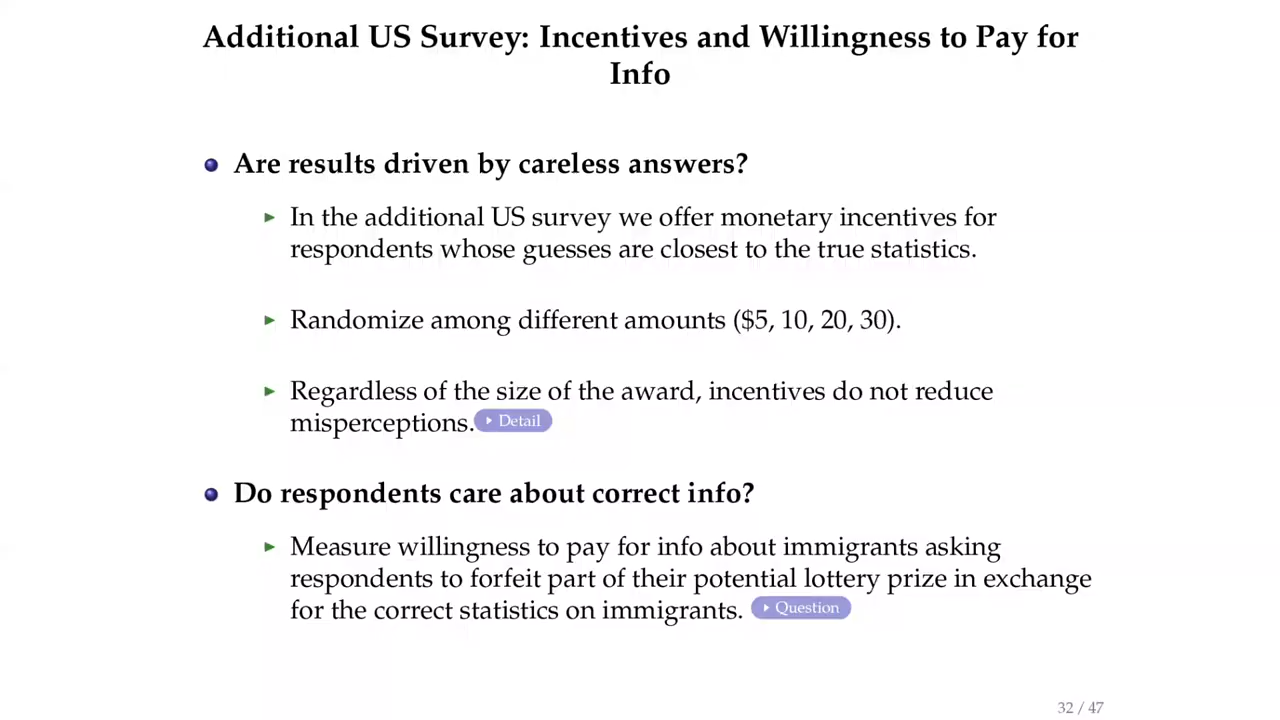 Additional US Survey: Incentives and Willingness to Pay for
Info
Are results driven by careless answers?
In the additional US survey we offer monetary incentives for
respondents whose guesses are closest to the true statistics.
Randomize among different amounts ($5, 10, 20, 30).
Regardless of the size of the award, incentives do not reduce
misperceptions. Detail
Do respondents care about correct info?
Measure willingness to pay for info about immigrants asking
respondents to forfeit part of their potential lottery prize in exchange
for the correct statistics on immigrants. Question
32 / 47